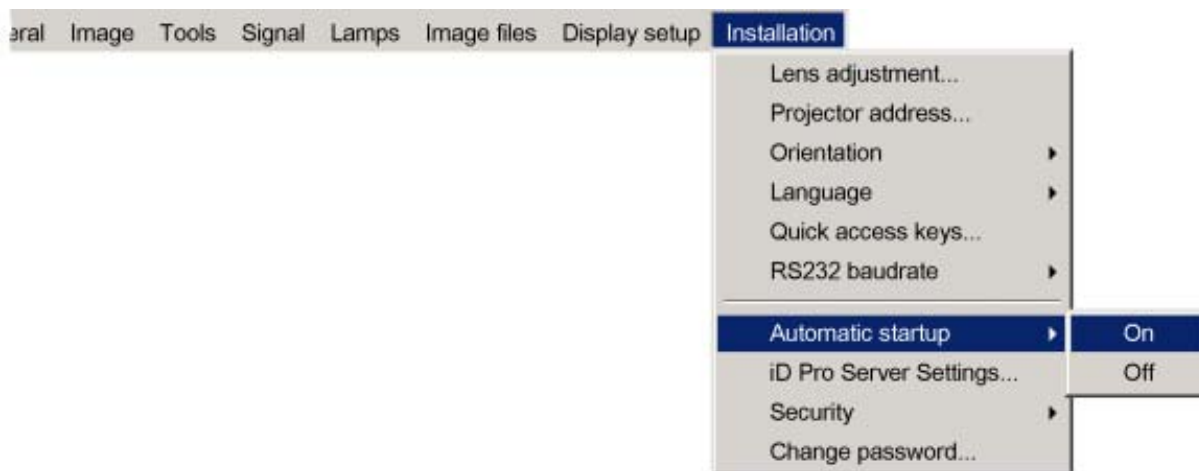 eral Image Tools Signal Lamps Image files Display setup Installation
Lens adjustment...
Projector address...
Orientation
Language
Quick access keys...
RS232 baudrate
Automatic startup On
iD Pro Server Settings... Off
Security
Change password...